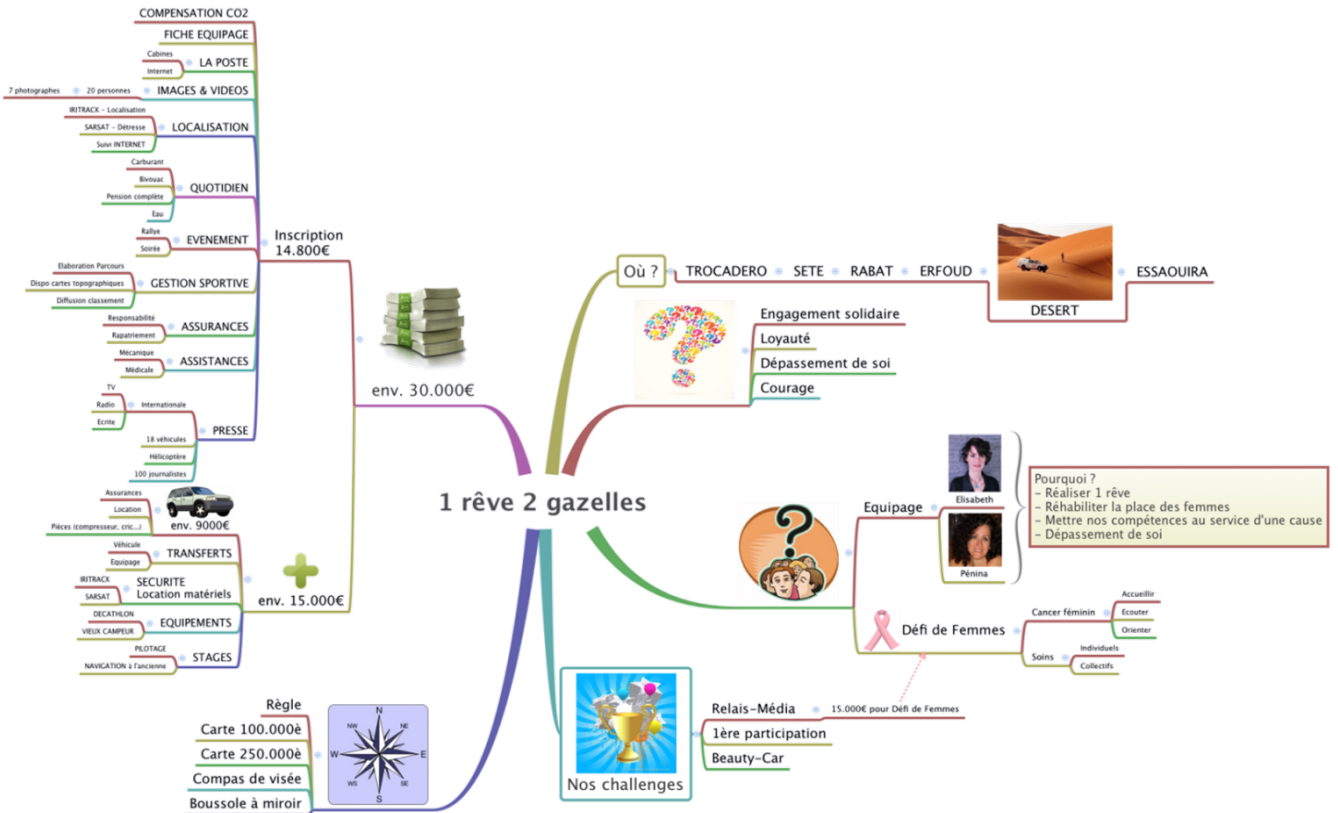 1 rêve 2 gazelles
env. 30.000€
Inscription
14.800€
COMPENSATION CO2
FICHE EQUIPAGE
LA POSTE
Cabines
Internet
IMAGES & VIDEOS
20 personnes
7 photographes
LOCALISATION
IRITRACK - Localisation
SARSAT - Détresse
Suivi INTERNET
QUOTIDIEN
Carburant
Bivouac
Pension complète
Eau
EVENEMENT
Rallye
Soirée
GESTION SPORTIVE
Elaboration Parcours
Dispo cartes topographiques
Diffusion classement
ASSURANCES
Responsabilité
Rapatriement
ASSISTANCES
Mécanique
Médicale
PRESSE
Internationale
TV
Radio
Ecrite
18 véhicules
Hélicoptère
100 journalistes
env. 15.000€
env. 9000€
Assurances
Location
Pièces (compresseur, cric...)
TRANSFERTS
Véhicule
Equipage
SECURITE
Location matériels
IRITRACK
SARSAT
EQUIPEMENTS
DECATHLON
VIEUX CAMPEUR
STAGES
PILOTAGE
NAVIGATION à l'ancienne
Règle
Carte 100.000è
Carte 250.000è
Compas de visée
Boussole à miroir
N
NW
NE
W
E
WS
SE
S
Où ?
TROCADERO
SETE
RABAT
ERFOUD
DESERT
ESSAOUIRA
Engagement solidaire
Loyauté
Dépassement de soi
Courage
Equipage
Elisabeth
Pénina
Pourquoi ?
- Réaliser 1 rêve
- Réhabiliter la place des femmes
- Mettre nos compétences au service d'une cause
- Dépassement de soi
Défi de Femmes
Cancer féminin
Accueillir
Ecouter
Orienter
Soins
Individuels
Collectifs
Nos challenges
Relais-Média
15.000€ pour Défi de Femmes
1ère participation
Beauty-Car